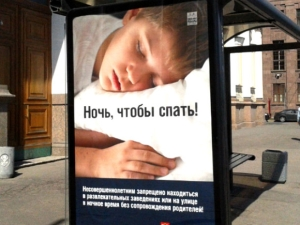 Ночь, чтобы спать!
Несовершеннолетним запрещено находиться
в развлекательных заведениях или на улице
в ночное время без сопровождения родителей!